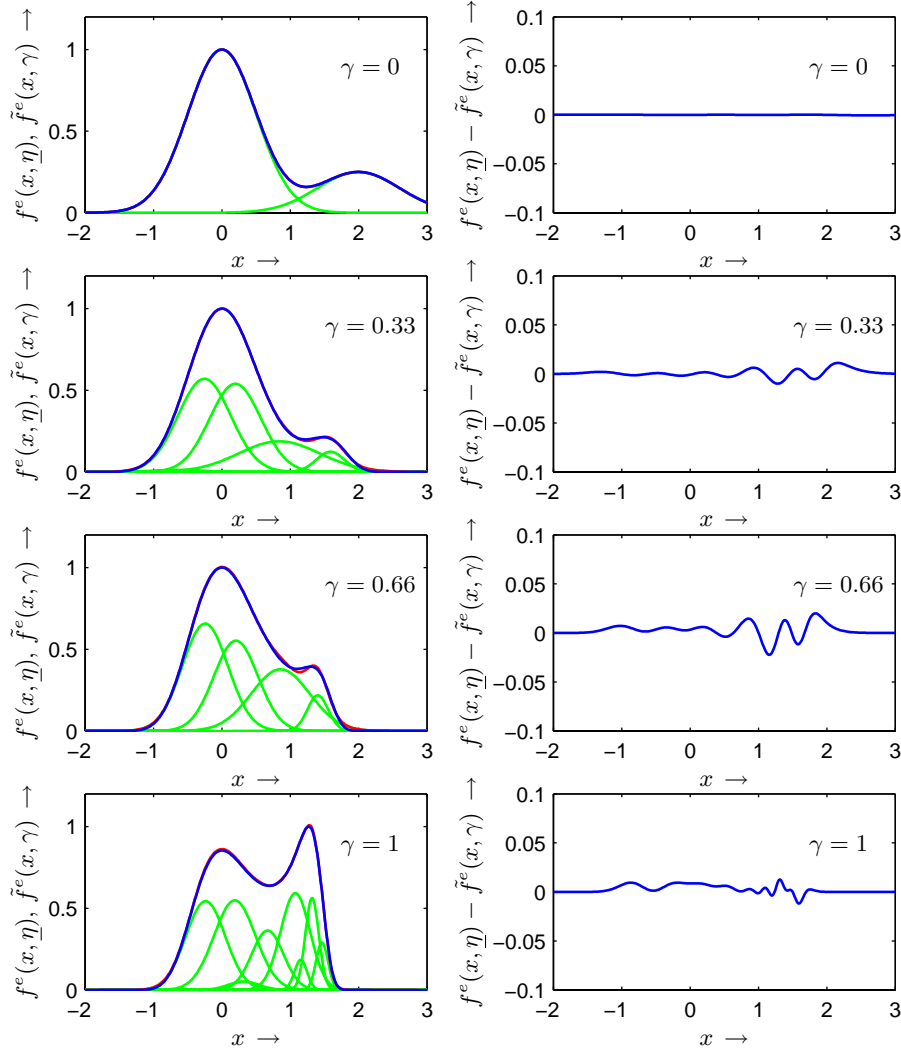 f^e(x, η), f̃^e(x, γ) →
1
0.5
0
γ = 0
−2 −1 0 1 2 3
x →
f^e(x, η) − f̃^e(x, γ) →
0.1
0.05
0
−0.05
−0.1
γ = 0
−2 −1 0 1 2 3
x →
f^e(x, η), f̃^e(x, γ) →
1
0.5
0
γ = 0.33
−2 −1 0 1 2 3
x →
f^e(x, η) − f̃^e(x, γ) →
0.1
0.05
0
−0.05
−0.1
γ = 0.33
−2 −1 0 1 2 3
x →
f^e(x, η), f̃^e(x, γ) →
1
0.5
0
γ = 0.66
−2 −1 0 1 2 3
x →
f^e(x, η) − f̃^e(x, γ) →
0.1
0.05
0
−0.05
−0.1
γ = 0.66
−2 −1 0 1 2 3
x →
f^e(x, η), f̃^e(x, γ) →
1
0.5
0
γ = 1
−2 −1 0 1 2 3
x →
f^e(x, η) − f̃^e(x, γ) →
0.1
0.05
0
−0.05
−0.1
γ = 1
−2 −1 0 1 2 3
x →